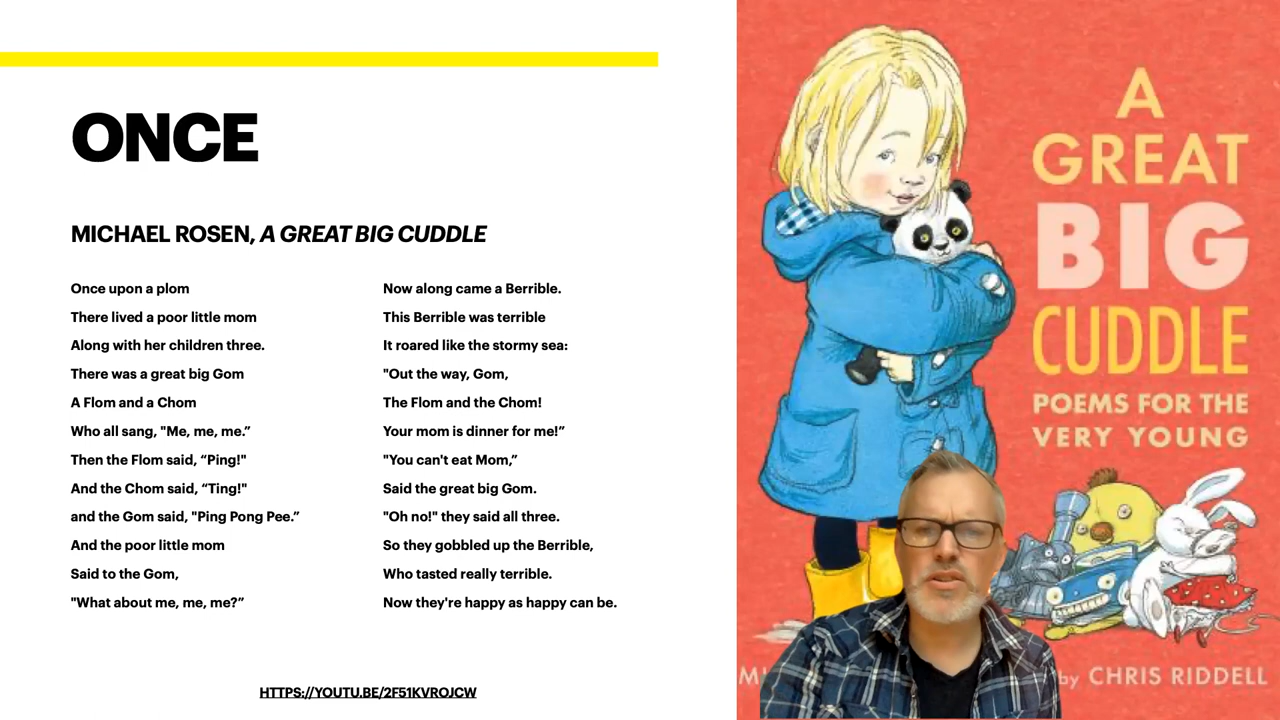 ONCE
MICHAEL ROSEN, A GREAT BIG CUDDLE
Once upon a plom
There lived a poor little mom
Along with her children three.
There was a great big Gom
A Flom and a Chom
Who all sang, "Me, me, me.”
Then the Flom said, “Ping!"
And the Chom said, “Ting!"
and the Gom said, "Ping Pong Pee.”
And the poor little mom
Said to the Gom,
"What about me, me, me?”
Now along came a Berrible.
This Berrible was terrible
It roared like the stormy sea:
"Out the way, Gom,
The Flom and the Chom!
Your mom is dinner for me!”
"You can't eat Mom,”
Said the great big Gom.
"Oh no!" they said all three.
So they gobbled up the Berrible,
Who tasted really terrible.
Now they're happy as happy can be.
HTTPS://YOUTU.BE/2F51KVROJCW
A
GREAT
BIG
CUDDLE
POEMS FOR THE
VERY YOUNG
by CHRIS RIDDELL